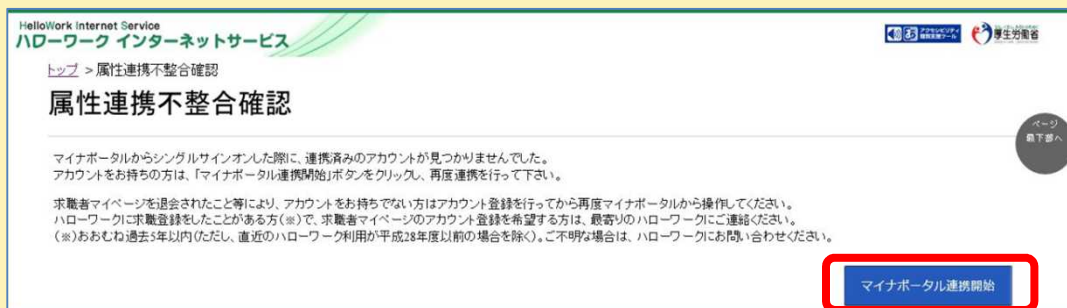 HelloWork Internet Service
ハローワーク インターネットサービス
アクセシビリティ
厚生労働省
トップ > 属性連携不整合確認
属性連携不整合確認
ページ
最下部へ
マイナポータルからシングルサインオンした際に、連携済みのアカウントが見つかりませんでした。
アカウントをお持ちの方は、「マイナポータル連携開始」ボタンをクリックし、再度連携を行って下さい。
求職者マイページを退会されたこと等により、アカウントをお持ちでない方はアカウント登録を行ってから再度マイナポータルから操作してください。
ハローワークに求職登録をしたことがある方(※)で、求職者マイページのアカウント登録を希望する方は、最寄りのハローワークにご連絡ください。
(※)おおむね過去5年以内(ただし、直近のハローワーク利用が平成28年度以前の場合を除く)。ご不明な場合は、ハローワークにお問い合わせください。
マイナポータル連携開始